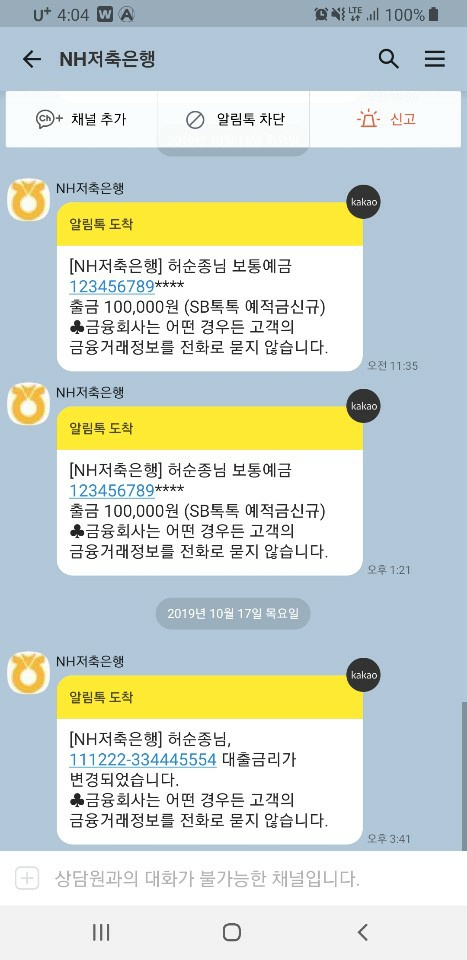 U+ 4:04 W A LTE 100%
NH저축은행
Ch+ 채널 추가 알림톡 차단 신고
NH저축은행
kakao
알림톡 도착
[NH저축은행] 허순종님 보통예금
123456789****
출금 100,000원 (SB톡톡 예적금신규)
♣금융회사는 어떤 경우든 고객의
금융거래정보를 전화로 묻지 않습니다.
오전 11:35
NH저축은행
kakao
알림톡 도착
[NH저축은행] 허순종님 보통예금
123456789****
출금 100,000원 (SB톡톡 예적금신규)
♣금융회사는 어떤 경우든 고객의
금융거래정보를 전화로 묻지 않습니다.
오후 1:21
2019년 10월 17일 목요일
NH저축은행
kakao
알림톡 도착
[NH저축은행] 허순종님,
111222-334445554 대출금리가
변경되었습니다.
♣금융회사는 어떤 경우든 고객의
금융거래정보를 전화로 묻지 않습니다.
오후 3:41
상담원과의 대화가 불가능한 채널입니다.